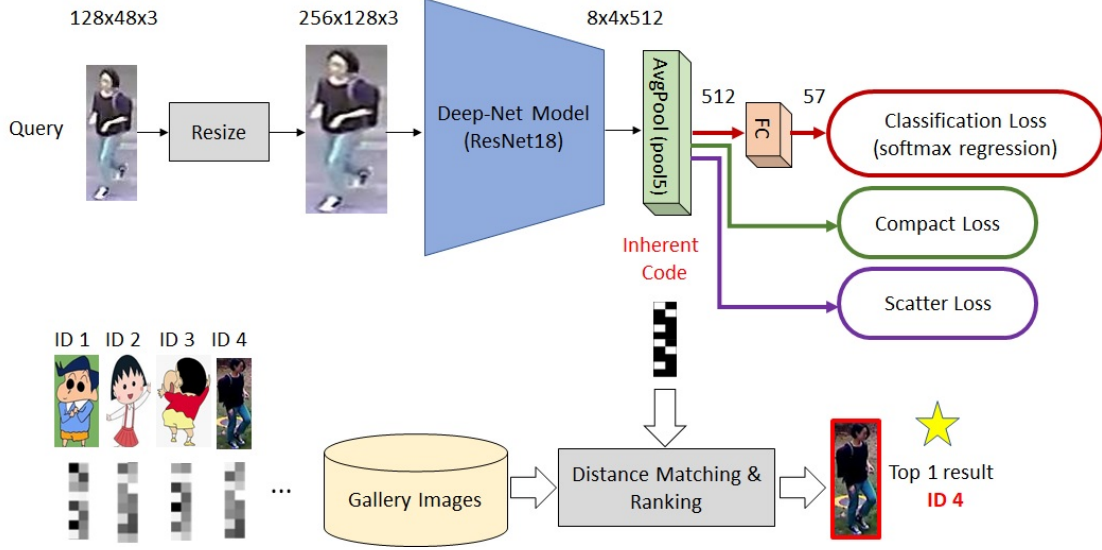 128x48x3
256x128x3
8x4x512
Query
Resize
Deep-Net Model
(ResNet18)
AvgPool (pool5)
512
FC
57
Classification Loss
(softmax regression)
Compact Loss
Scatter Loss
Inherent
Code
ID 1
ID 2
ID 3
ID 4
...
Gallery Images
Distance Matching &
Ranking
Top 1 result
ID 4